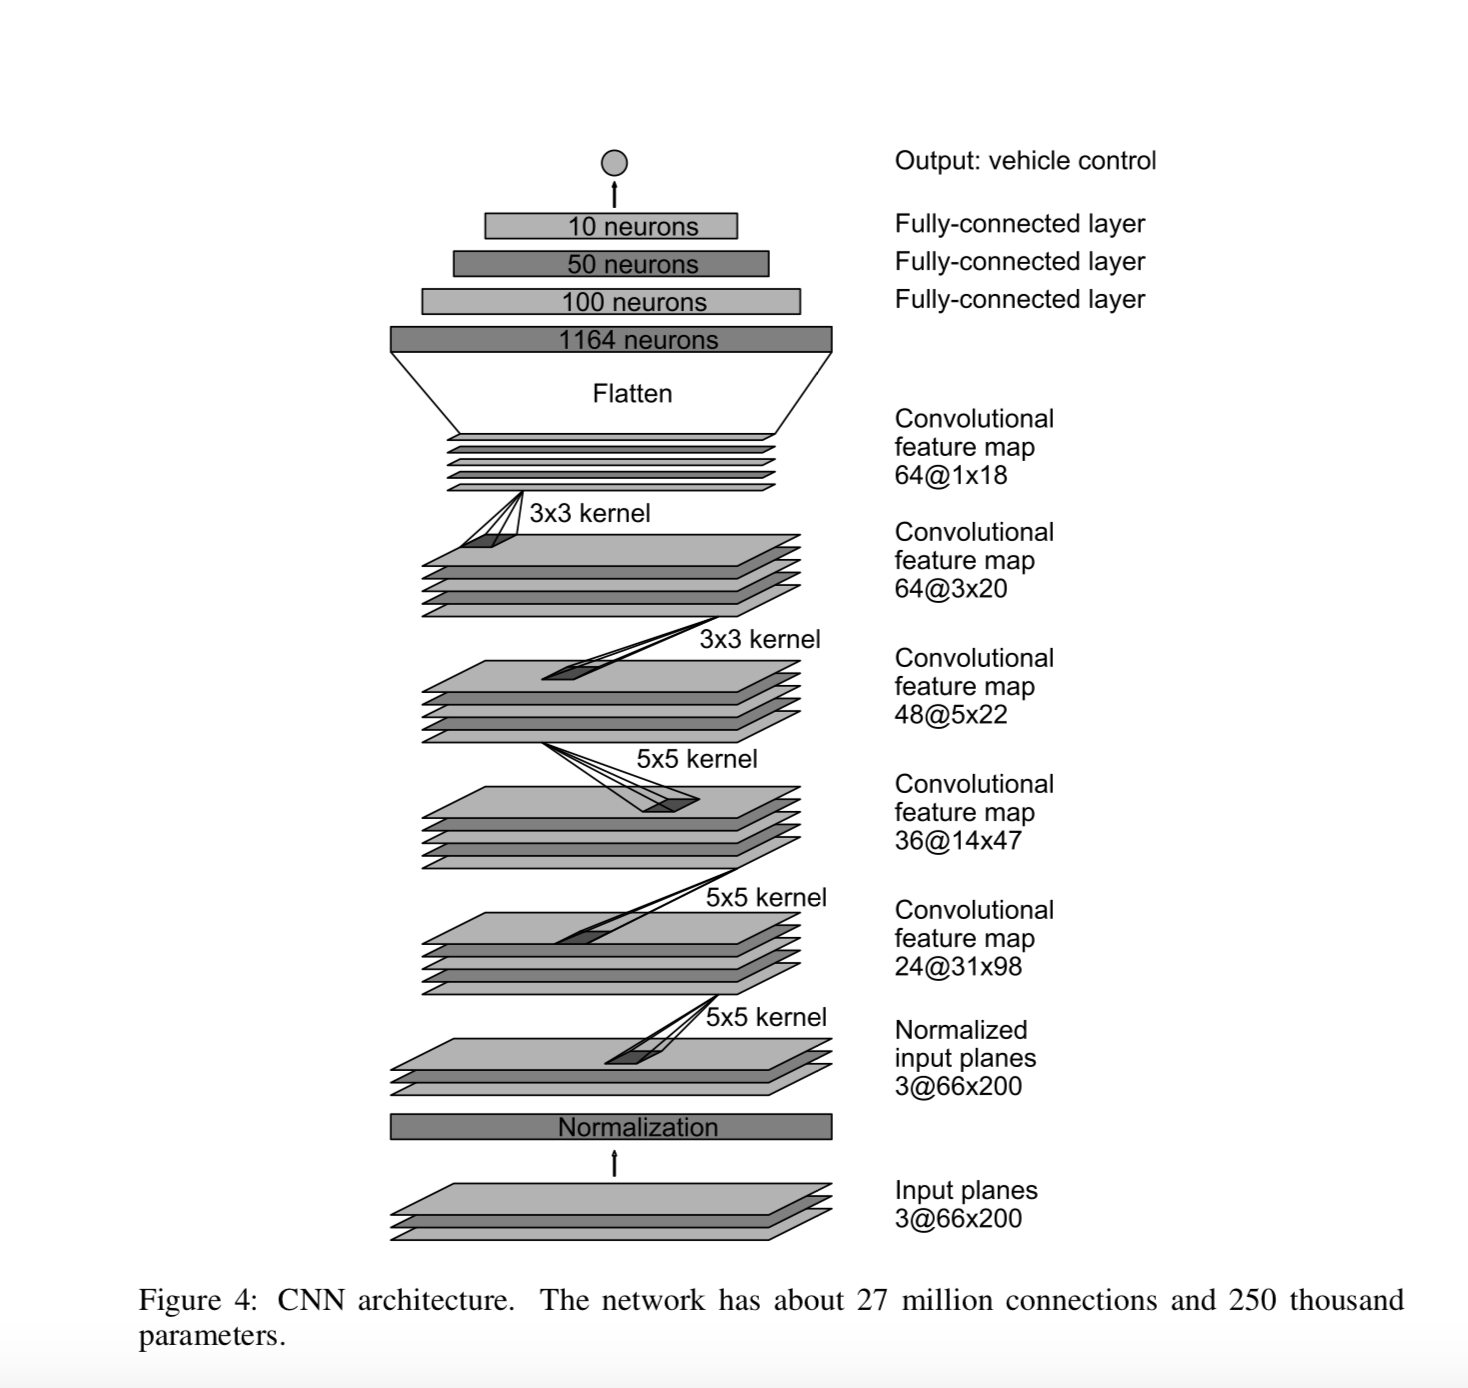 Output: vehicle control
10 neurons
Fully-connected layer
50 neurons
Fully-connected layer
100 neurons
Fully-connected layer
1164 neurons
Flatten
Convolutional
feature map
64@1x18
3x3 kernel
Convolutional
feature map
64@3x20
3x3 kernel
Convolutional
feature map
48@5x22
5x5 kernel
Convolutional
feature map
36@14x47
5x5 kernel
Convolutional
feature map
24@31x98
5x5 kernel
Normalized
input planes
3@66x200
Normalization
Input planes
3@66x200
Figure 4: CNN architecture. The network has about 27 million connections and 250 thousand
parameters.